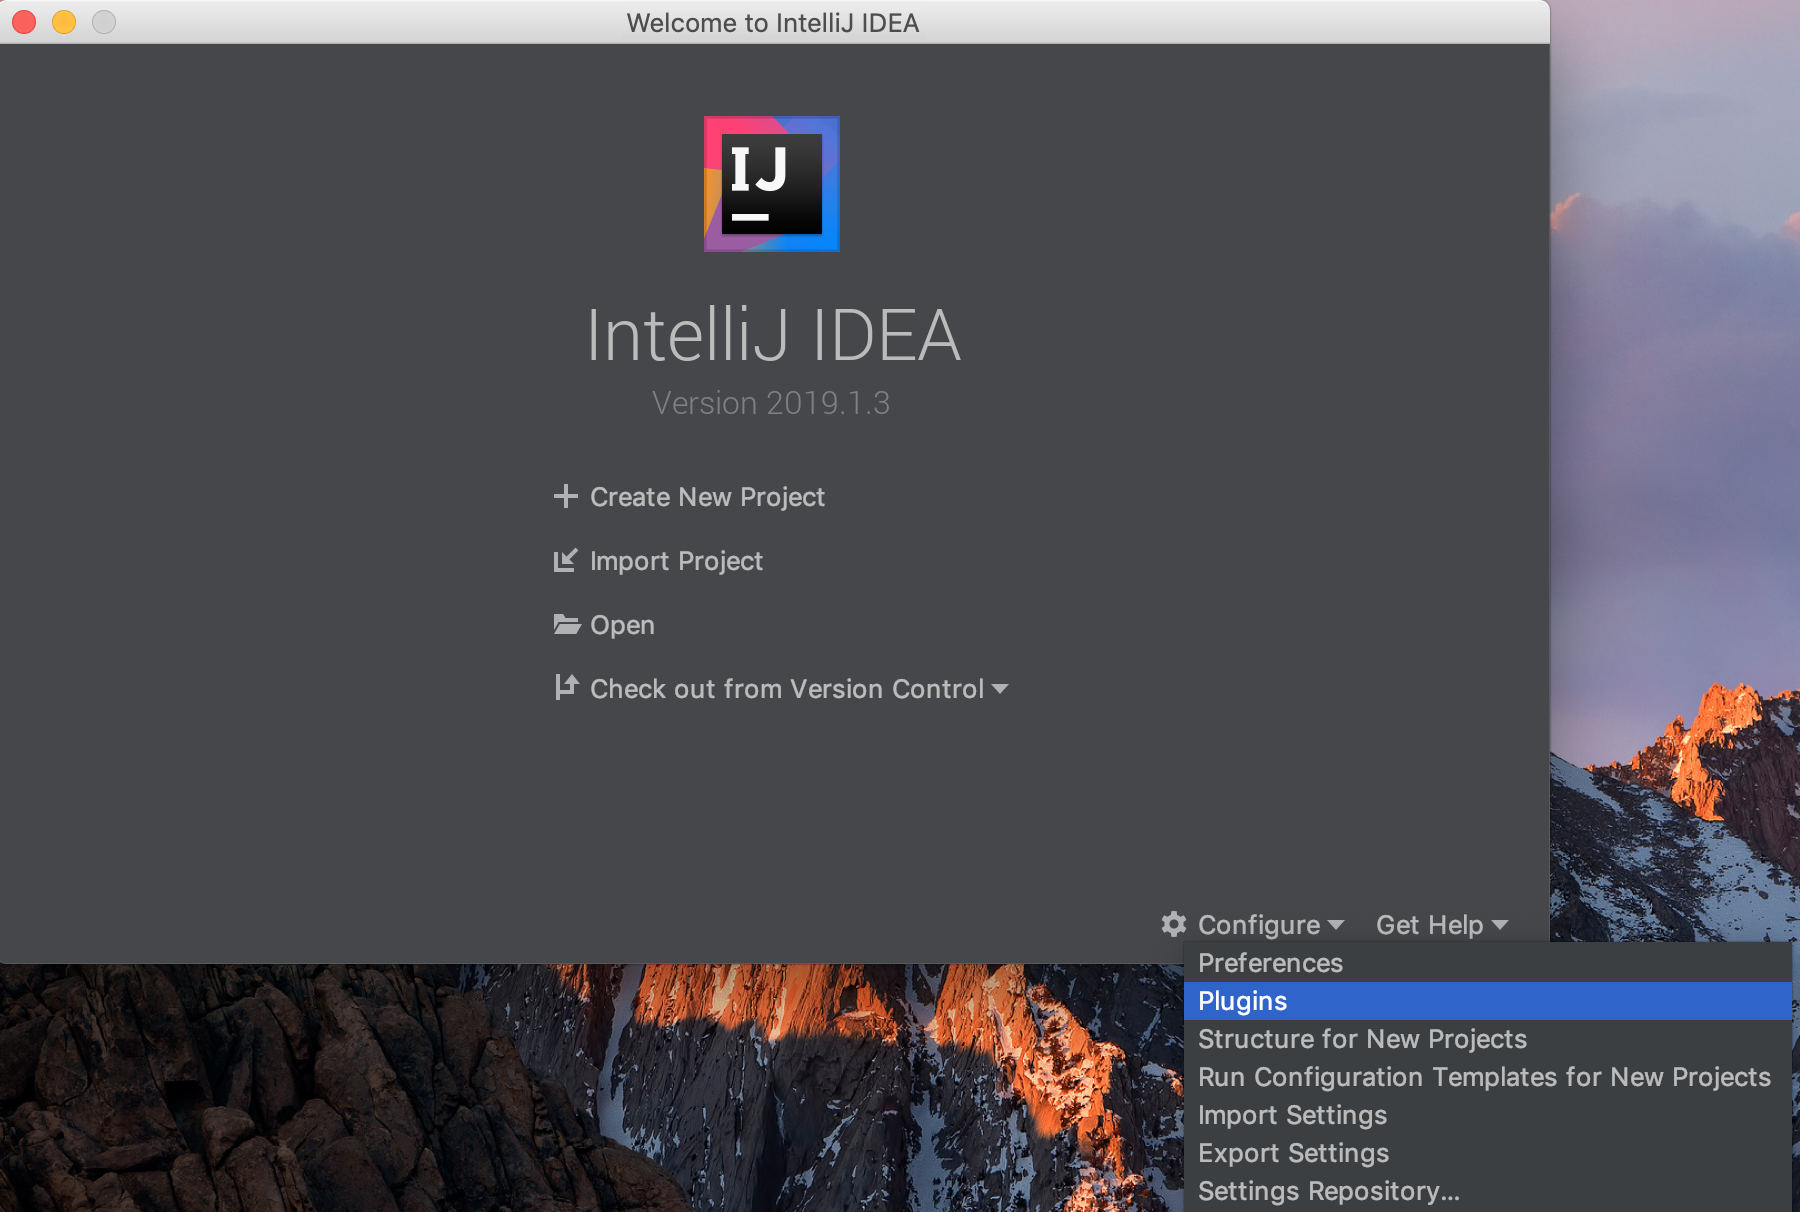 Welcome to IntelliJ IDEA
IJ
IntelliJ IDEA
Version 2019.1.3
Create New Project
Import Project
Open
Check out from Version Control
Configure
Get Help
Preferences
Plugins
Structure for New Projects
Run Configuration Templates for New Projects
Import Settings
Export Settings
Settings Repository...